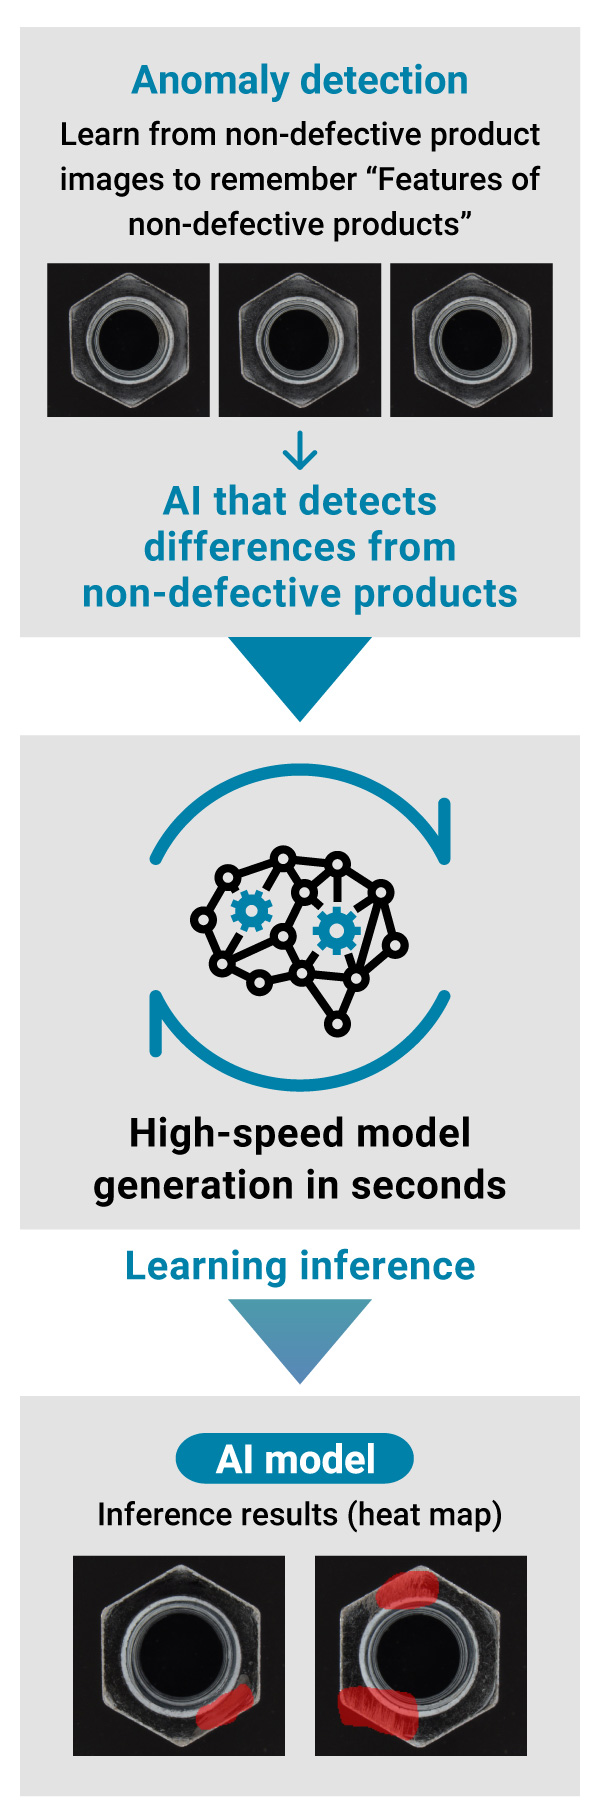 Anomaly detection
Learn from non-defective product
images to remember “Features of
non-defective products”
AI that detects
differences from
non-defective products
High-speed model
generation in seconds
Learning inference
AI model
Inference results (heat map)